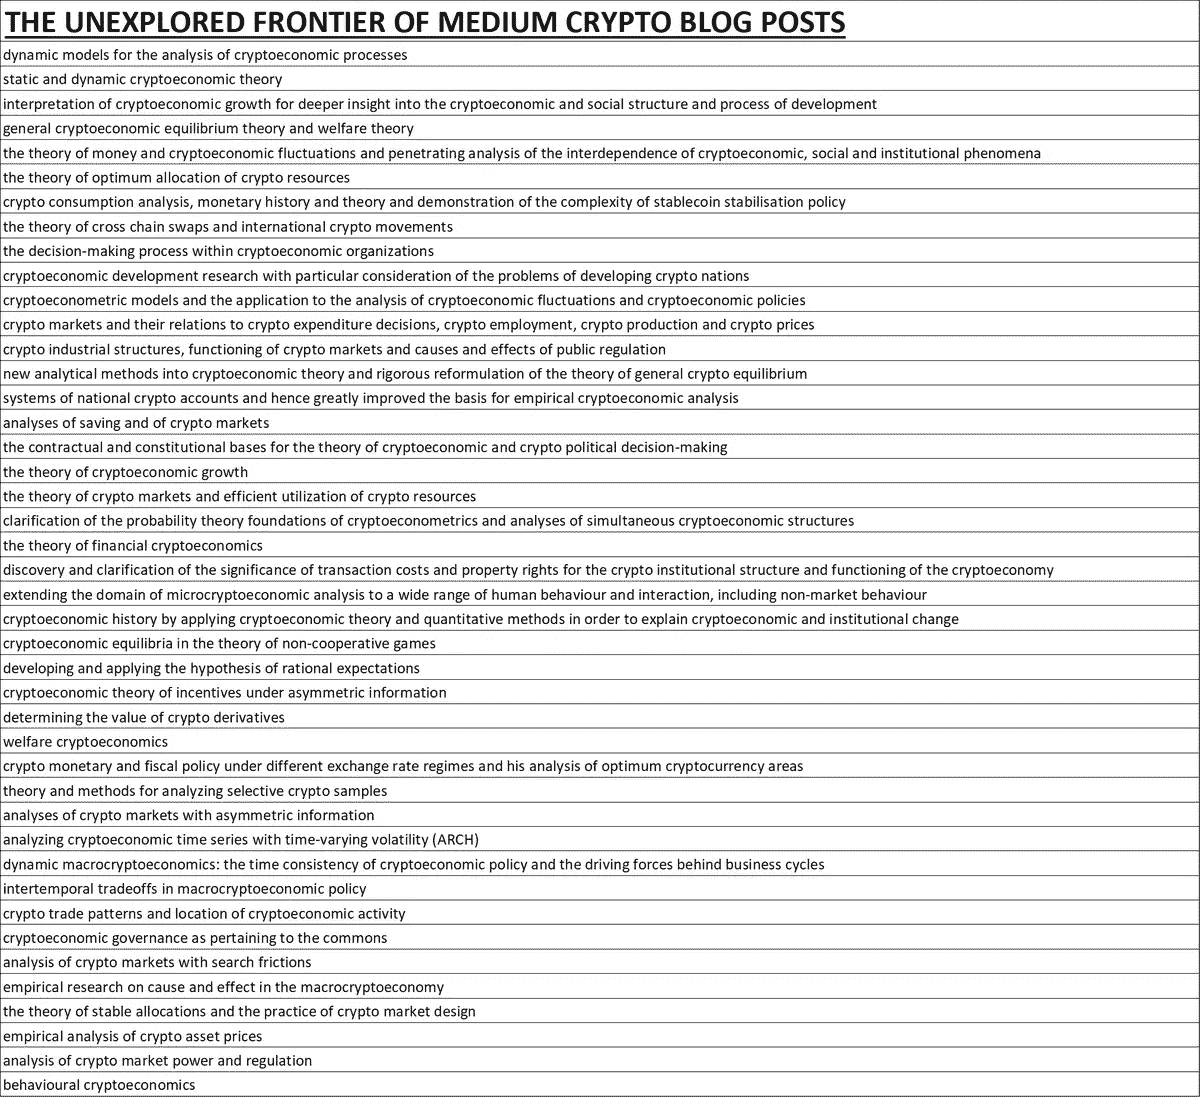 THE UNEXPLORED FRONTIER OF MEDIUM CRYPTO BLOG POSTS
dynamic models for the analysis of cryptoeconomic processes
static and dynamic cryptoeconomic theory
interpretation of cryptoeconomic growth for deeper insight into the cryptoeconomic and social structure and process of development
general cryptoeconomic equilibrium theory and welfare theory
the theory of money and cryptoeconomic fluctuations and penetrating analysis of the interdependence of cryptoeconomic, social and institutional phenomena
the theory of optimum allocation of crypto resources
crypto consumption analysis, monetary history and theory and demonstration of the complexity of stablecoin stabilisation policy
the theory of cross chain swaps and international crypto movements
the decision-making process within cryptoeconomic organizations
cryptoeconomic development research with particular consideration of the problems of developing crypto nations
cryptoeconometric models and the application to the analysis of cryptoeconomic fluctuations and cryptoeconomic policies
crypto markets and their relations to crypto expenditure decisions, crypto employment, crypto production and crypto prices
crypto industrial structures, functioning of crypto markets and causes and effects of public regulation
new analytical methods into cryptoeconomic theory and rigorous reformulation of the theory of general crypto equilibrium
systems of national crypto accounts and hence greatly improved the basis for empirical cryptoeconomic analysis
analyses of saving and of crypto markets
the contractual and constitutional bases for the theory of cryptoeconomic and crypto political decision-making
the theory of cryptoeconomic growth
the theory of crypto markets and efficient utilization of crypto resources
clarification of the probability theory foundations of cryptoeconometrics and analyses of simultaneous cryptoeconomic structures
the theory of financial cryptoeconomics
discovery and clarification of the significance of transaction costs and property rights for the crypto institutional structure and functioning of the cryptoeconomy
extending the domain of microcryptoeconomic analysis to a wide range of human behaviour and interaction, including non-market behaviour
cryptoeconomic history by applying cryptoeconomic theory and quantitative methods in order to explain cryptoeconomic and institutional change
cryptoeconomic equilibria in the theory of non-cooperative games
developing and applying the hypothesis of rational expectations
cryptoeconomic theory of incentives under asymmetric information
determining the value of crypto derivatives
welfare cryptoeconomics
crypto monetary and fiscal policy under different exchange rate regimes and his analysis of optimum cryptocurrency areas
theory and methods for analyzing selective crypto samples
analyses of crypto markets with asymmetric information
analyzing cryptoeconomic time series with time-varying volatility (ARCH)
dynamic macrocryptoeconomics: the time consistency of cryptoeconomic policy and the driving forces behind business cycles
intertemporal tradeoffs in macrocryptoeconomic policy
crypto trade patterns and location of cryptoeconomic activity
cryptoeconomic governance as pertaining to the commons
analysis of crypto markets with search frictions
empirical research on cause and effect in the macrocryptoeconomy
the theory of stable allocations and the practice of crypto market design
empirical analysis of crypto asset prices
analysis of crypto market power and regulation
behavioural cryptoeconomics